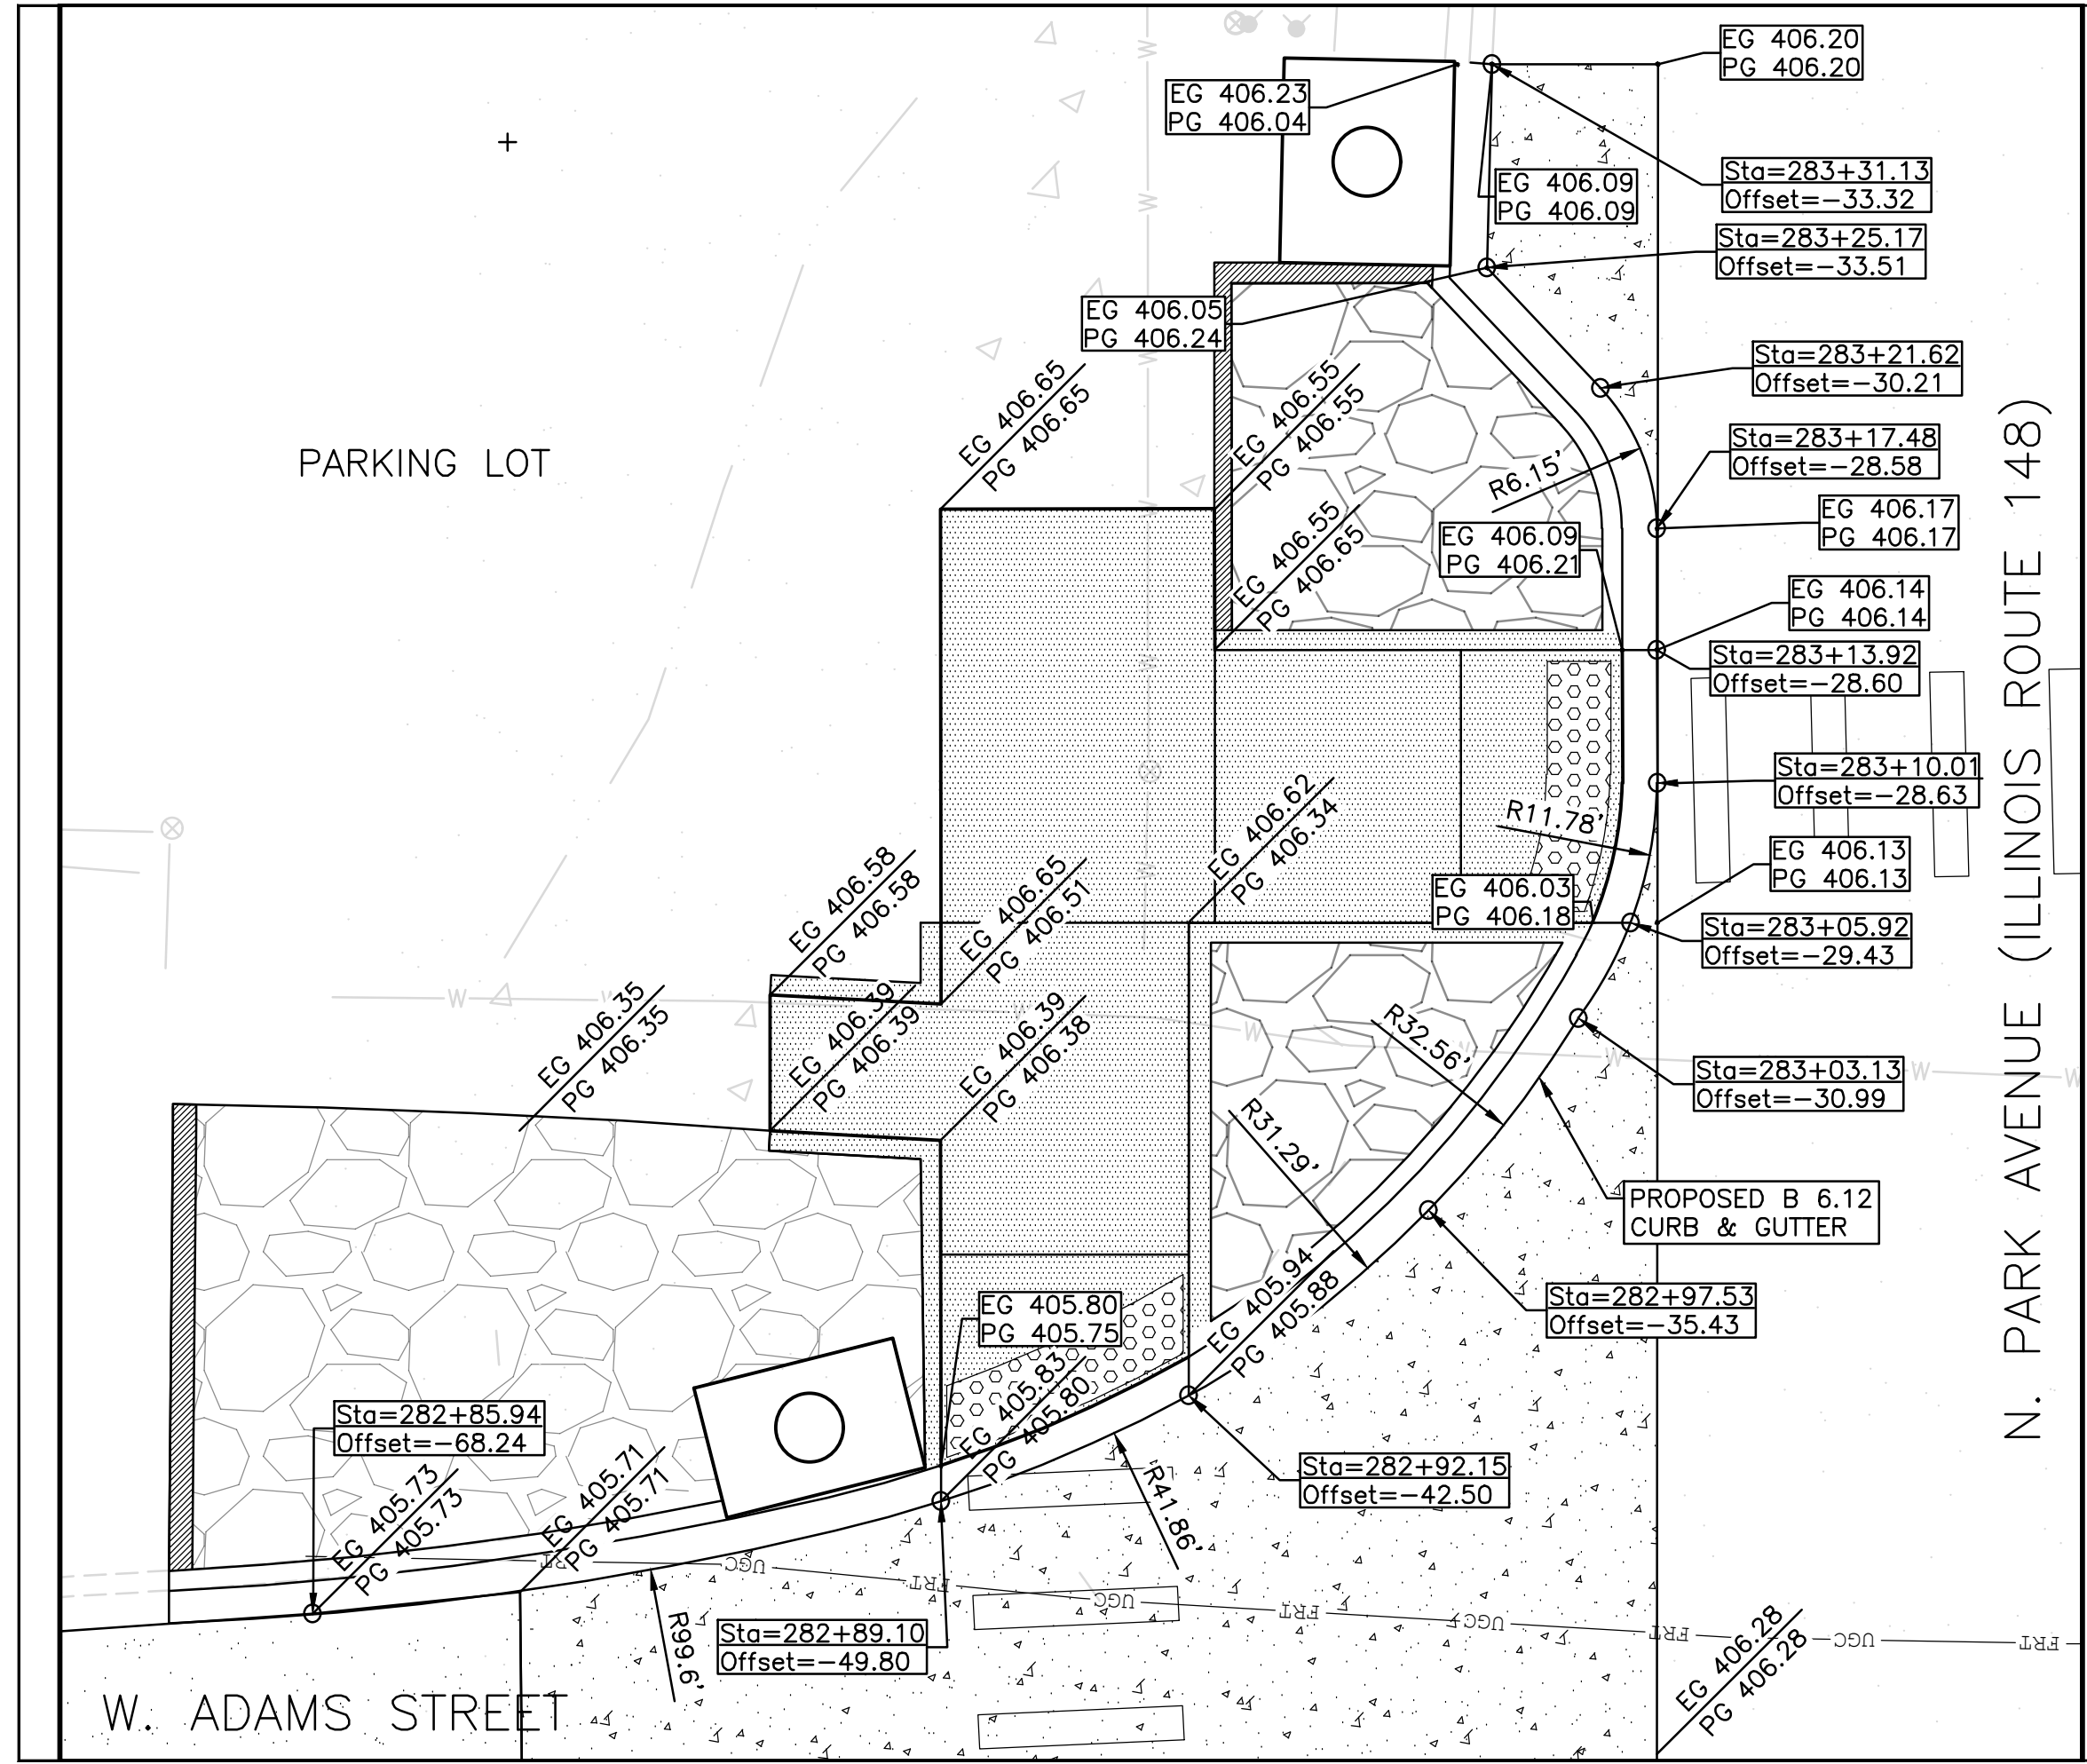 EG 406.20
PG 406.20
EG 406.23
PG 406.04
Sta=283+31.13
Offset=-33.32
EG 406.09
PG 406.09
Sta=283+25.17
Offset=-33.51
EG 406.05
PG 406.24
Sta=283+21.62
Offset=-30.21
EG 406.65
PG 406.65
EG 406.55
PG 406.55
PARKING LOT
Sta=283+17.48
Offset=-28.58
R6.15'
EG 406.17
PG 406.17
EG 406.55
PG 406.65
EG 406.09
PG 406.21
EG 406.14
PG 406.14
Sta=283+13.92
Offset=-28.60
N. PARK AVENUE (ILLINOIS ROUTE 148)
Sta=283+10.01
Offset=-28.63
EG 406.62
PG 406.34
R11.78'
EG 406.13
PG 406.13
EG 406.58
PG 406.58
EG 406.65
PG 406.51
EG 406.03
PG 406.18
Sta=283+05.92
Offset=-29.43
EG 406.35
PG 406.35
EG 406.39
PG 406.39
EG 406.39
PG 406.38
R32.56'
Sta=283+03.13
Offset=-30.99
R31.29'
PROPOSED B 6.12
CURB & GUTTER
EG 405.94
PG 405.88
Sta=282+97.53
Offset=-35.43
EG 405.80
PG 405.75
EG 405.83
PG 405.80
Sta=282+85.94
Offset=-68.24
EG 405.73
PG 405.73
EG 405.71
PG 405.71
Sta=282+92.15
Offset=-42.50
R41.86'
R99.6'
Sta=282+89.10
Offset=-49.80
W W W W W W W W W W W W W W
FRT UGC FRT UGC FRT UGC FRT UGC FRT
EG 406.28
PG 406.28
W. ADAMS STREET